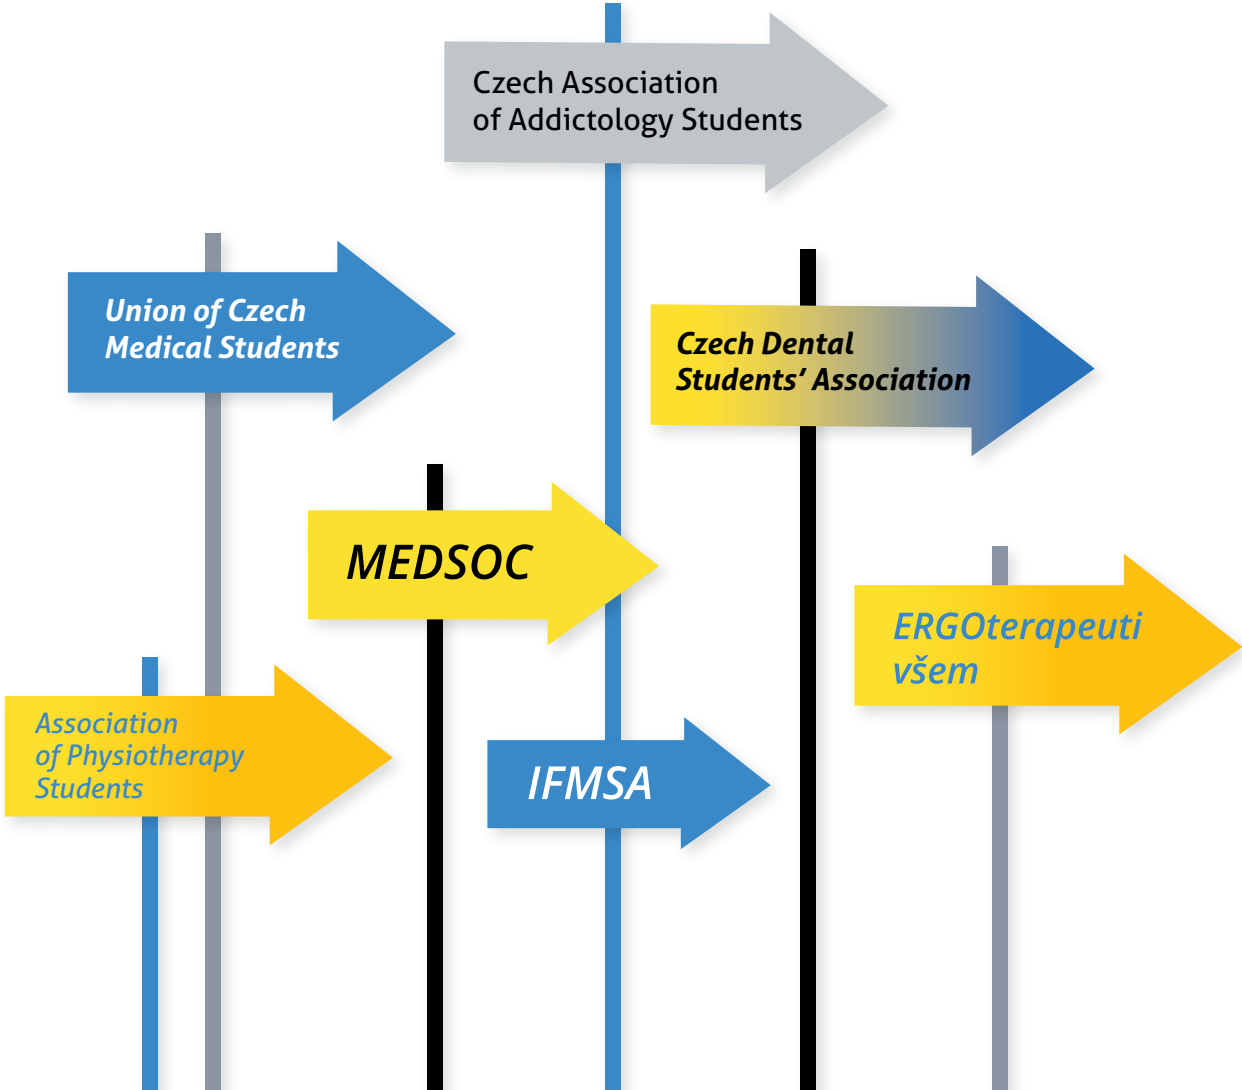 Czech Association
of Addictology Students
Union of Czech
Medical Students
Czech Dental
Students’ Association
MEDSOC
ERGOterapeuti
všem
Association
of Physiotherapy
Students
IFMSA